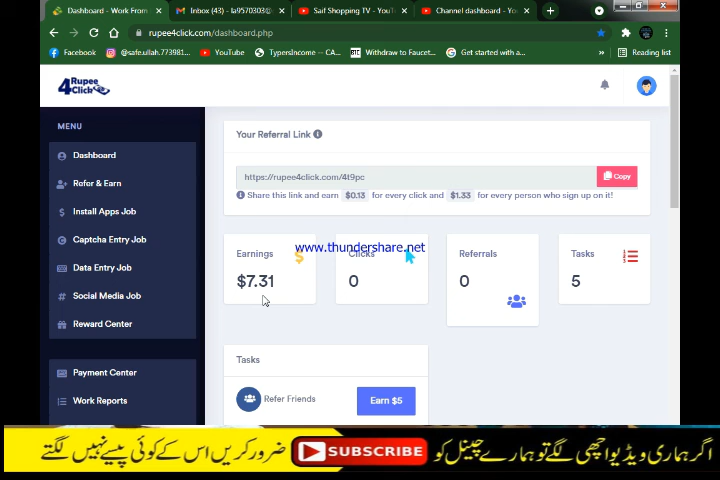 Dashboard - Work From
Inbox (43) - la9570303@
Saif Shopping TV - YouT
Channel dashboard - Yo
rupee4click.com/dashboard.php
Facebook
@safe.ullah.773981...
YouTube
TypersIncome -- CA...
Withdraw to Faucet...
Get started with a...
Reading list
4 Rupee Click
MENU
Dashboard
Refer & Earn
Install Apps Job
Captcha Entry Job
Data Entry Job
Social Media Job
Reward Center
Payment Center
Work Reports
Your Referral Link
https://rupee4click.com/4t9pc
Copy
Share this link and earn $0.13 for every click and $1.33 for every person who sign up on it!
www.thundershare.net
Earnings
$7.31
Clicks
0
Referrals
0
Tasks
5
Tasks
Refer Friends
Earn $5
اگر ہماری ویڈیو اچھی لگے تو ہمارے چینل کو SUBSCRIBE ضرور کریں اس کے کوئی پیسے نہیں لگتے